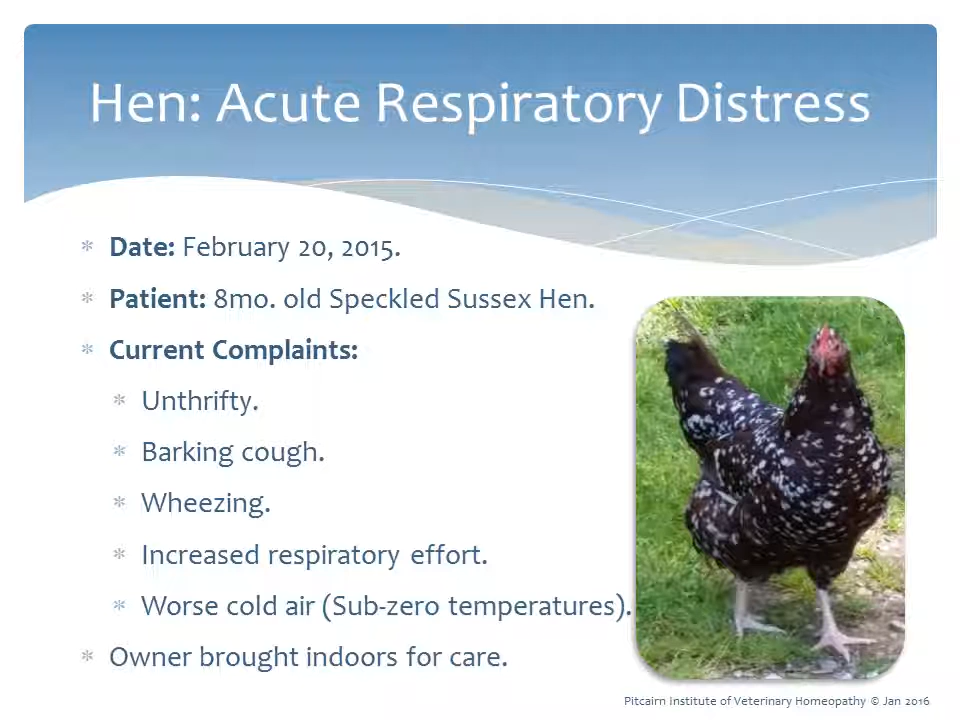 Hen: Acute Respiratory Distress
* Date: February 20, 2015.
* Patient: 8mo. old Speckled Sussex Hen.
* Current Complaints:
* Unthrifty.
* Barking cough.
* Wheezing.
* Increased respiratory effort.
* Worse cold air (Sub-zero temperatures).
* Owner brought indoors for care.
Pitcairn Institute of Veterinary Homeopathy © Jan 2016